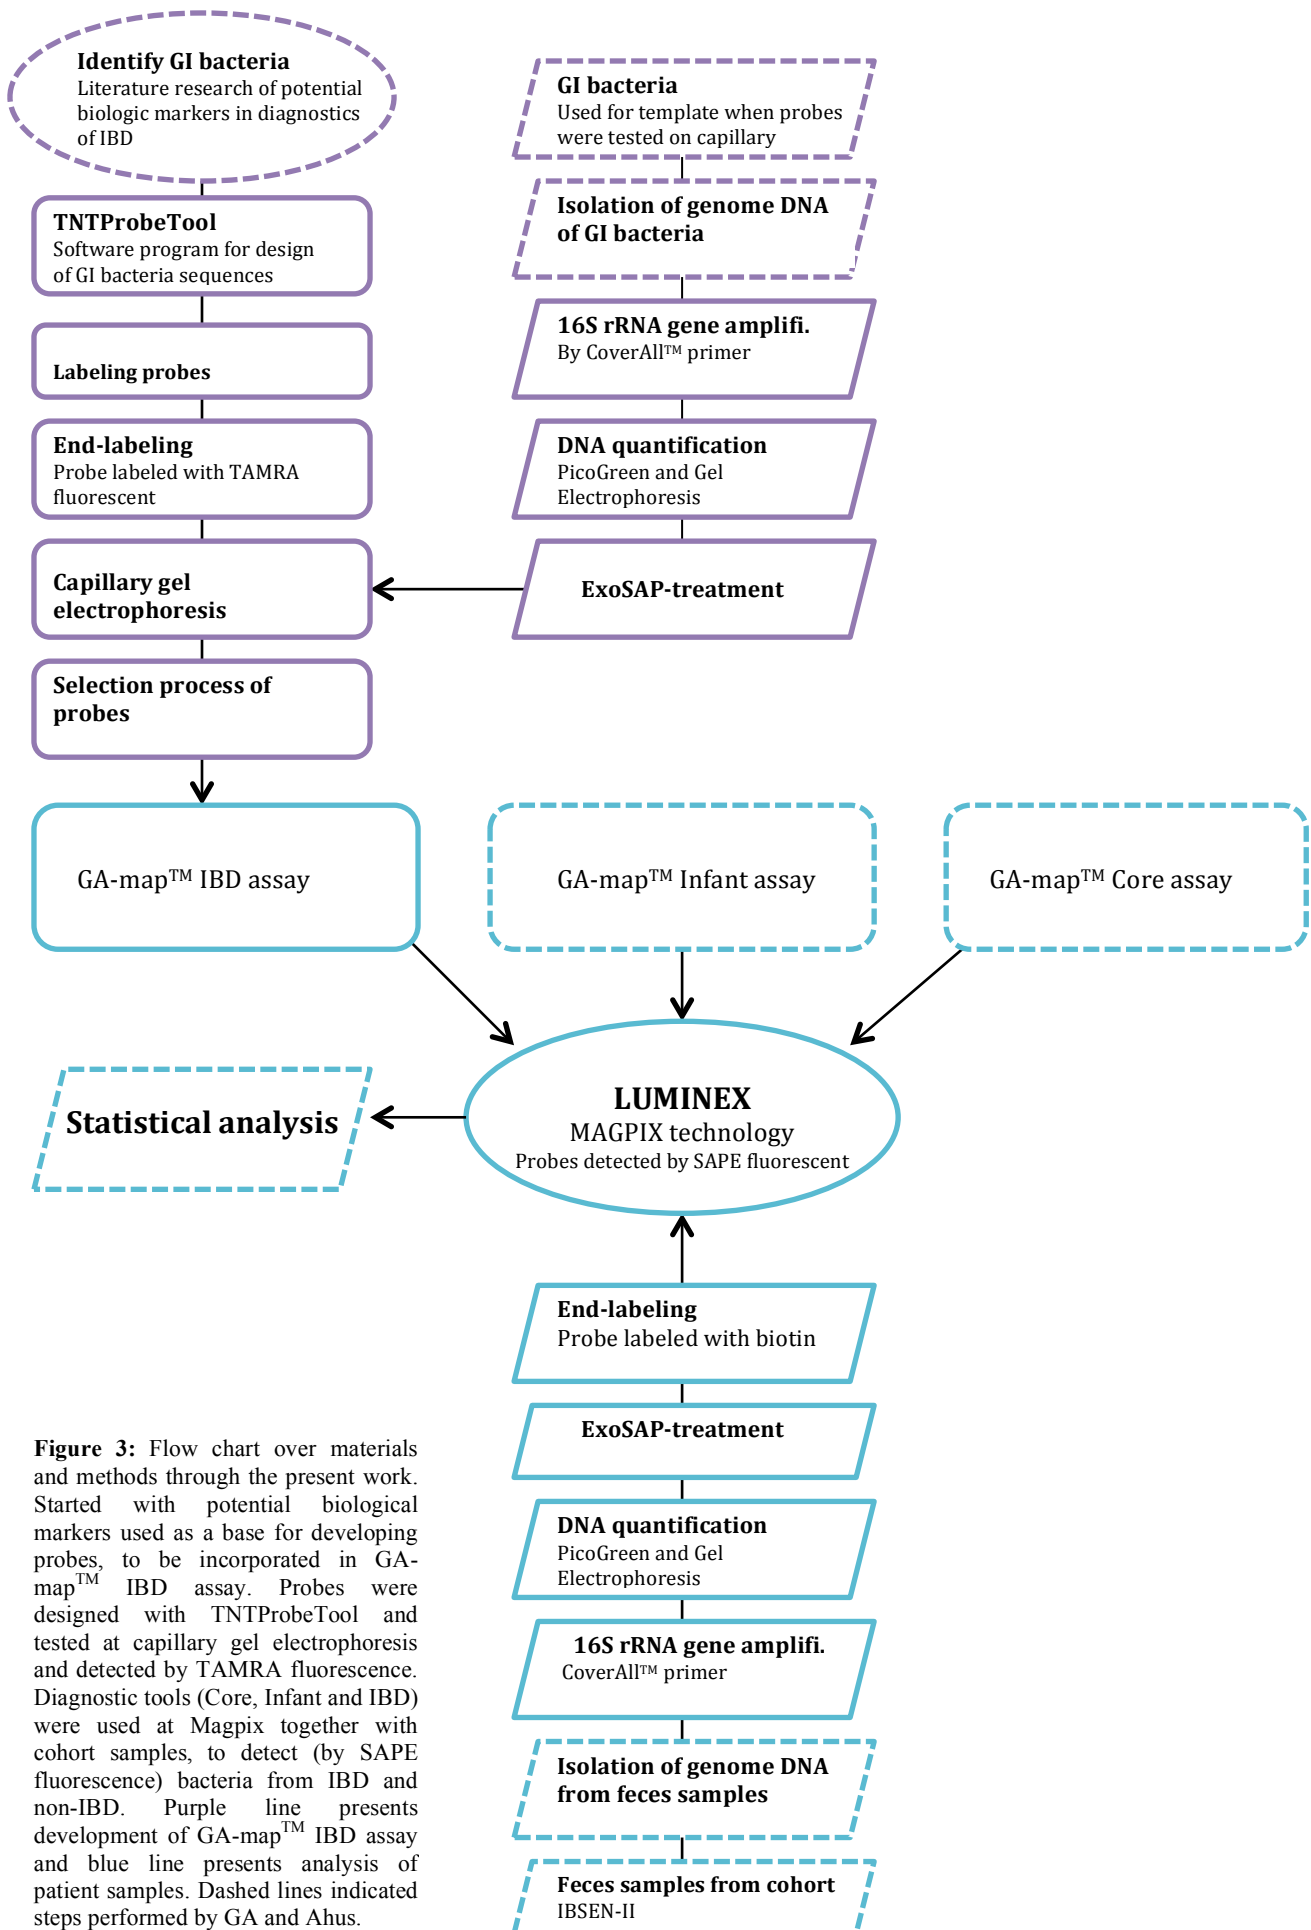 Identify GI bacteria
Literature research of potential
biologic markers in diagnostics
of IBD
TNTProbeTool
Software program for design
of GI bacteria sequences
Labeling probes
End-labeling
Probe labeled with TAMRA
fluorescent
Capillary gel
electrophoresis
Selection process of
probes
GI bacteria
Used for template when probes
were tested on capillary
Isolation of genome DNA
of GI bacteria
16S rRNA gene amplifi.
By CoverAll™ primer
DNA quantification
PicoGreen and Gel
Electrophoresis
ExoSAP-treatment
GA-map™ IBD assay
GA-map™ Infant assay
GA-map™ Core assay
LUMINEX
MAGPIX technology
Probes detected by SAPE fluorescent
Statistical analysis
End-labeling
Probe labeled with biotin
ExoSAP-treatment
DNA quantification
PicoGreen and Gel
Electrophoresis
16S rRNA gene amplifi.
CoverAll™ primer
Isolation of genome DNA
from feces samples
Feces samples from cohort
IBSEN-II
Figure 3: Flow chart over materials
and methods through the present work.
Started with potential biological
markers used as a base for developing
probes, to be incorporated in GA-
map™ IBD assay. Probes were
designed with TNTProbeTool and
tested at capillary gel electrophoresis
and detected by TAMRA fluorescence.
Diagnostic tools (Core, Infant and IBD)
were used at Magpix together with
cohort samples, to detect (by SAPE
fluorescence) bacteria from IBD and
non-IBD. Purple line presents
development of GA-map™ IBD assay
and blue line presents analysis of
patient samples. Dashed lines indicated
steps performed by GA and Ahus.